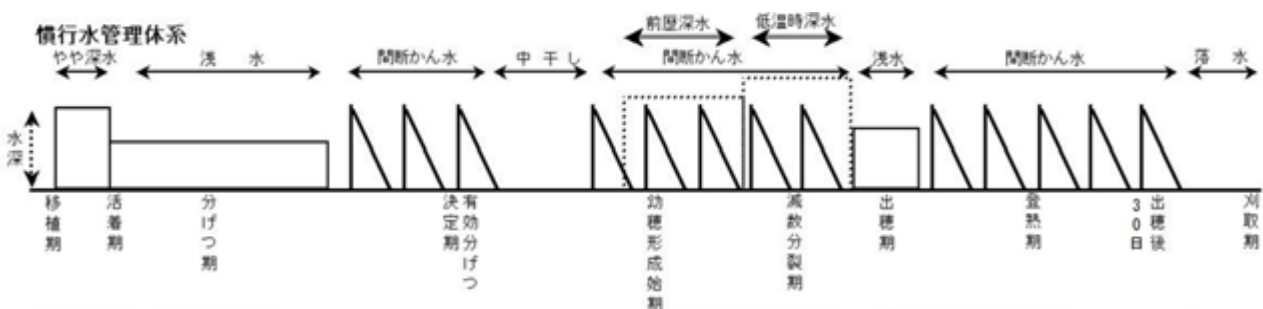 慣行水管理体系
前歴深水
低温時深水
やや深水
浅水
間断かん水
中干し
間断かん水
浅水
間断かん水
落水
水深
移植期
活着期
分げつ期
有効分げつ
決定期
幼穂形成始期
減数分裂期
出穂期
登熟期
出穂後
30日
刈取期